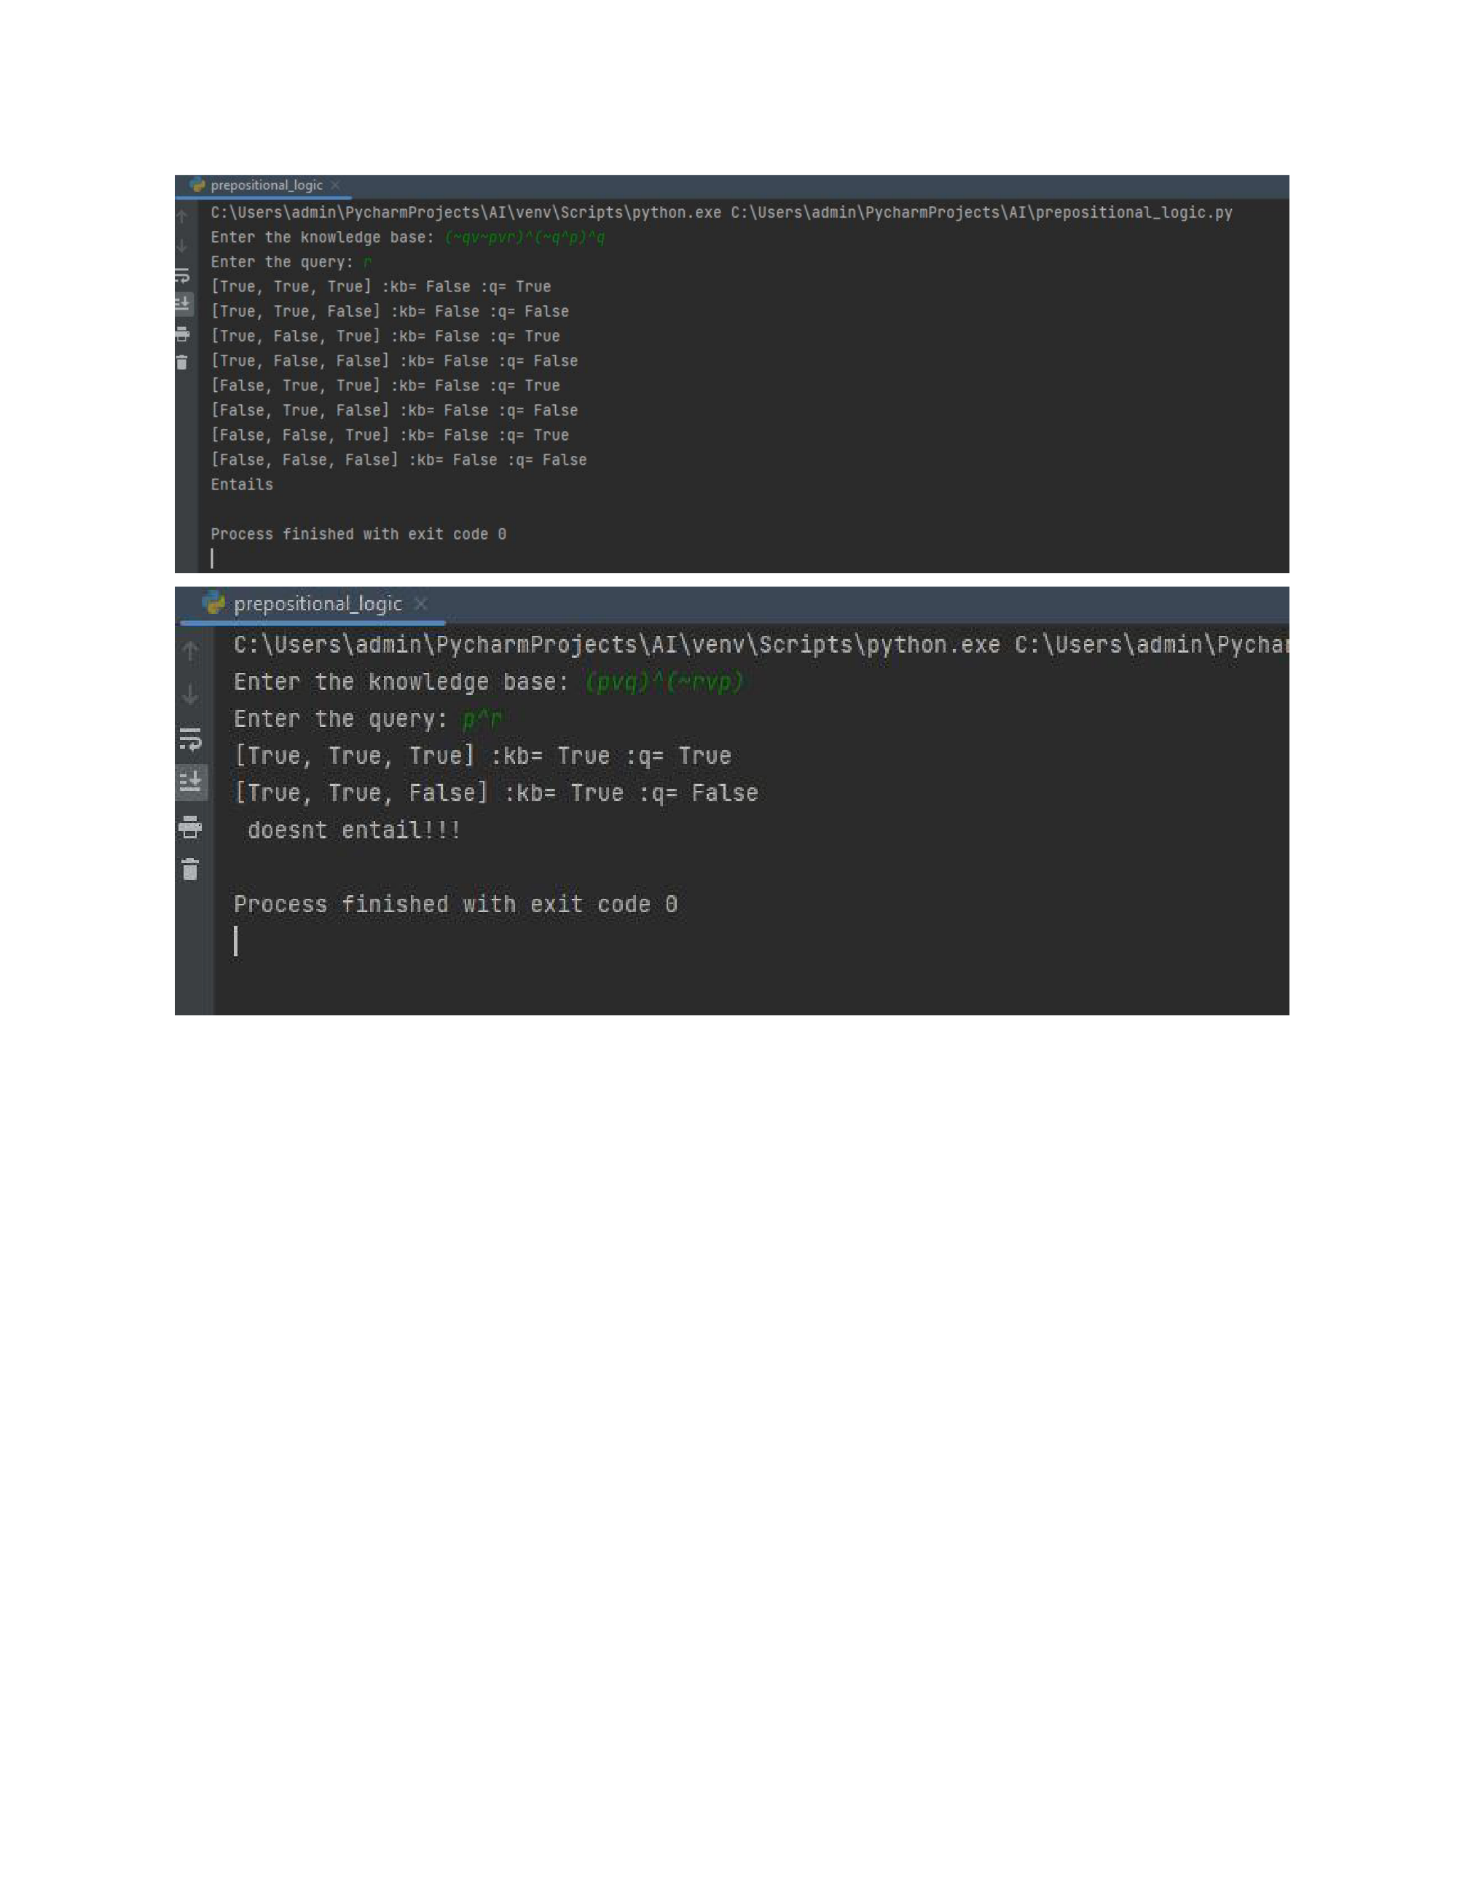 prepositional_logic
C:\Users\admin\PycharmProjects\AI\venv\Scripts\python.exe C:\Users\admin\PycharmProjects\AI\prepositional_logic.py
Enter the knowledge base: (~qv~pvr)^(~q^p)^q
Enter the query: r
[True, True, True] :kb= False :q= True
[True, True, False] :kb= False :q= False
[True, False, True] :kb= False :q= True
[True, False, False] :kb= False :q= False
[False, True, True] :kb= False :q= True
[False, True, False] :kb= False :q= False
[False, False, True] :kb= False :q= True
[False, False, False] :kb= False :q= False
Entails
Process finished with exit code 0
prepositional_logic
C:\Users\admin\PycharmProjects\AI\venv\Scripts\python.exe C:\Users\admin\Pychar
Enter the knowledge base: (pvq)^(~rvp)
Enter the query: p^r
[True, True, True] :kb= True :q= True
[True, True, False] :kb= True :q= False
doesnt entail!!!
Process finished with exit code 0